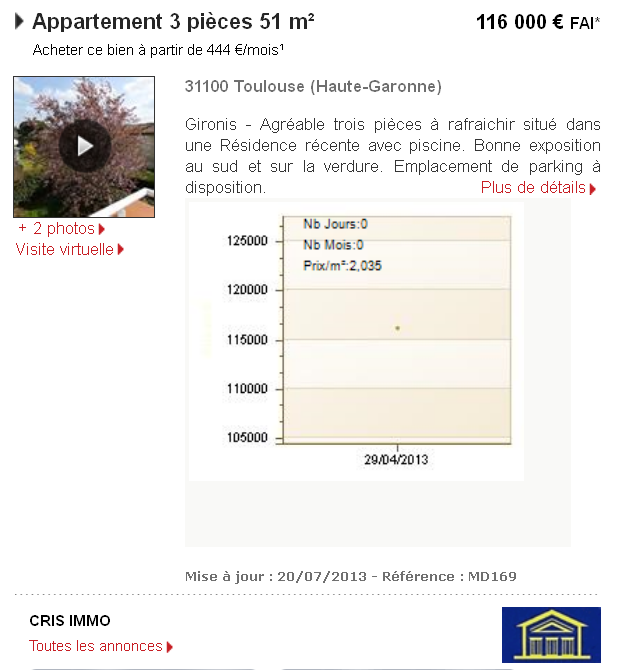 Appartement 3 pièces 51 m²
116 000 € FAI*
Acheter ce bien à partir de 444 €/mois¹
31100 Toulouse (Haute-Garonne)
Gironis - Agréable trois pièces à rafraichir situé dans
une Résidence récente avec piscine. Bonne exposition
au sud et sur la verdure. Emplacement de parking à
disposition.
Plus de détails
+ 2 photos
Visite virtuelle
Nb Jours:0
Nb Mois:0
Prix/m²:2,035
125000
120000
115000
110000
105000
29/04/2013
Mise à jour : 20/07/2013 - Référence : MD169
CRIS IMMO
Toutes les annonces